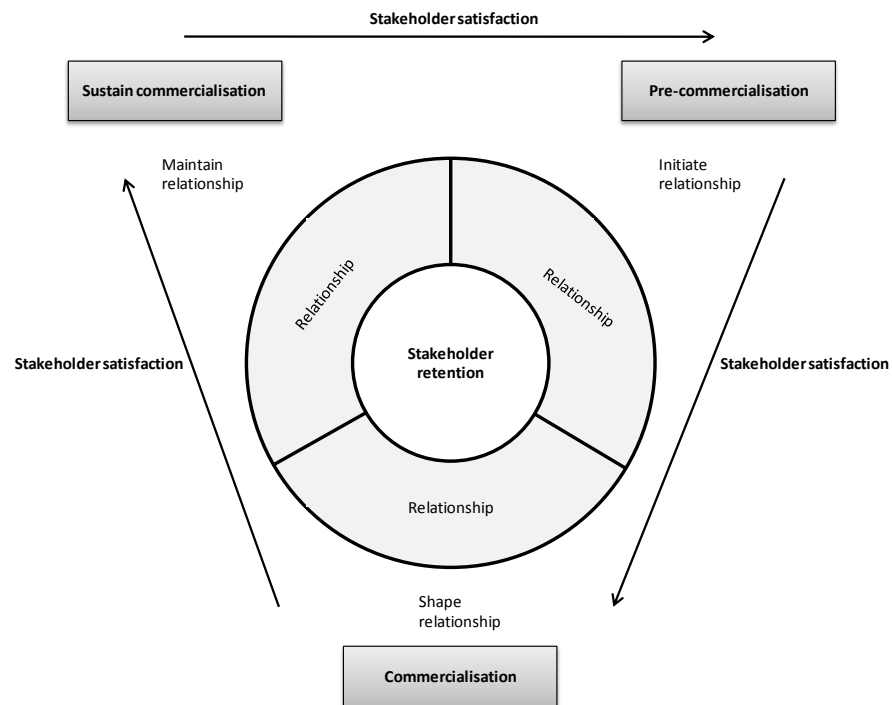 Stakeholder satisfaction
Sustain commercialisation
Pre-commercialisation
Maintain
relationship
Initiate
relationship
Relationship
Relationship
Stakeholder
retention
Stakeholder satisfaction
Stakeholder satisfaction
Relationship
Shape
relationship
Commercialisation